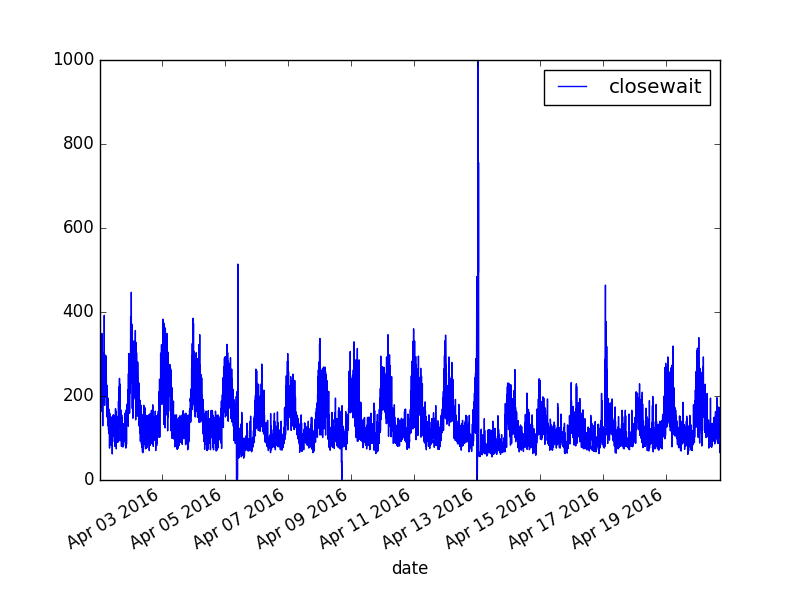 1000
closewait
800
600
400
200
0
Apr 03 2016
Apr 05 2016
Apr 07 2016
Apr 09 2016
Apr 11 2016
Apr 13 2016
Apr 15 2016
Apr 17 2016
Apr 19 2016
date